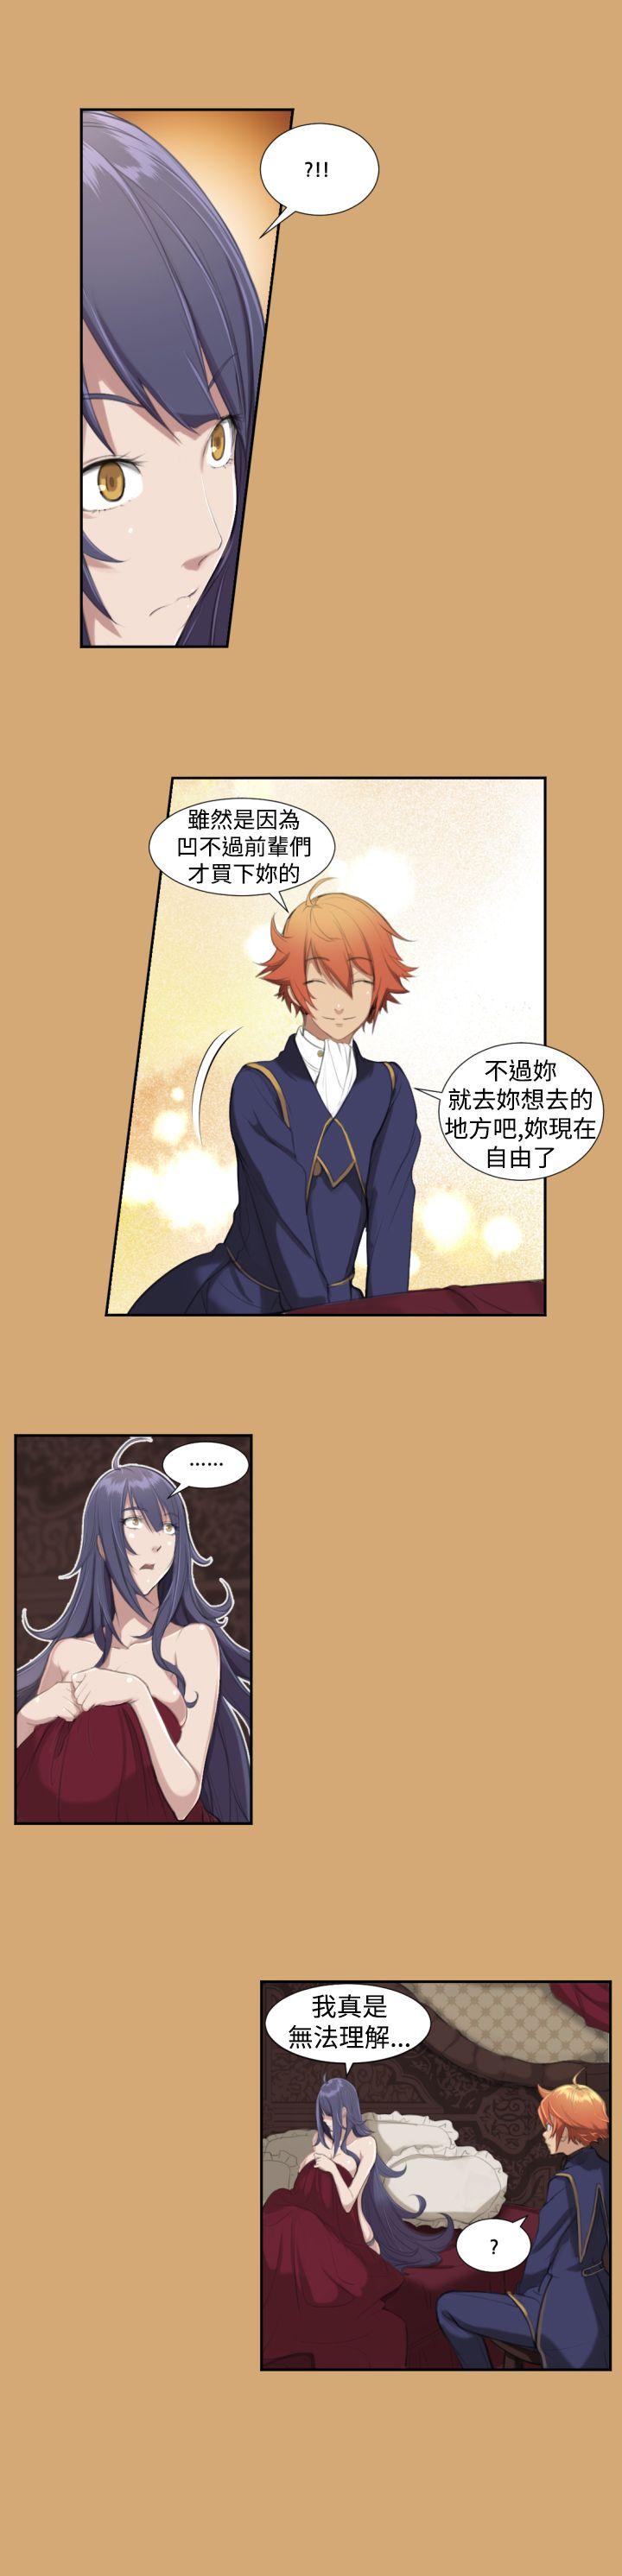 ?!!
雖然是因為
凹不過前輩們
才買下妳的
不過妳
就去妳想去的
地方吧,妳現在
自由了
……
我真是
無法理解...
?